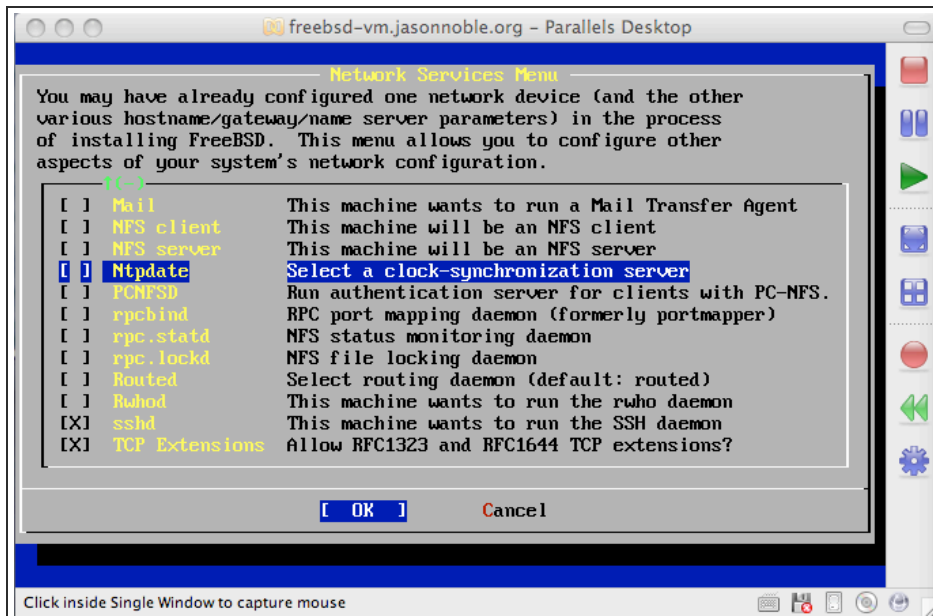 freebsd-vm.jasonnoble.org – Parallels Desktop
Network Services Menu
You may have already configured one network device (and the other
various hostname/gateway/name server parameters) in the process
of installing FreeBSD. This menu allows you to configure other
aspects of your system's network configuration.
↑(-)
[ ] Mail This machine wants to run a Mail Transfer Agent
[ ] NFS client This machine will be an NFS client
[ ] NFS server This machine will be an NFS server
[ ] Ntpdate Select a clock-synchronization server
[ ] PCNFSD Run authentication server for clients with PC-NFS.
[ ] rpcbind RPC port mapping daemon (formerly portmapper)
[ ] rpc.statd NFS status monitoring daemon
[ ] rpc.lockd NFS file locking daemon
[ ] Routed Select routing daemon (default: routed)
[ ] Rwhod This machine wants to run the rwho daemon
[X] sshd This machine wants to run the SSH daemon
[X] TCP Extensions Allow RFC1323 and RFC1644 TCP extensions?
[ OK ] Cancel
Click inside Single Window to capture mouse